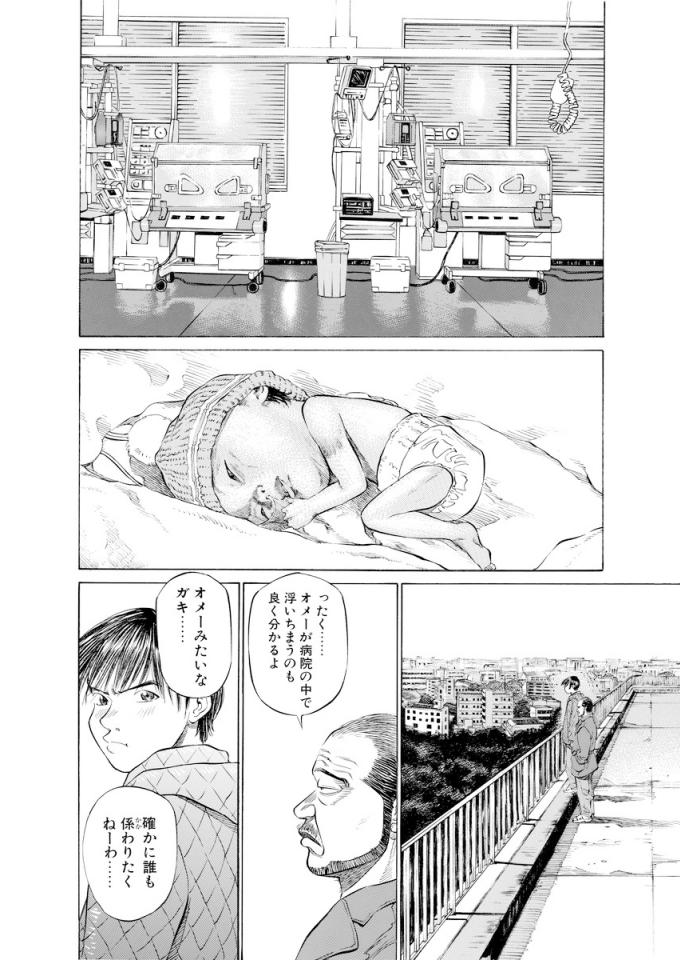 ったく……
オメーが病院の中で
浮いちまうのも
良く分かるよ
オメーみたいな
ガキ……
確かに誰も
係わりたく
ねーわ……
かか